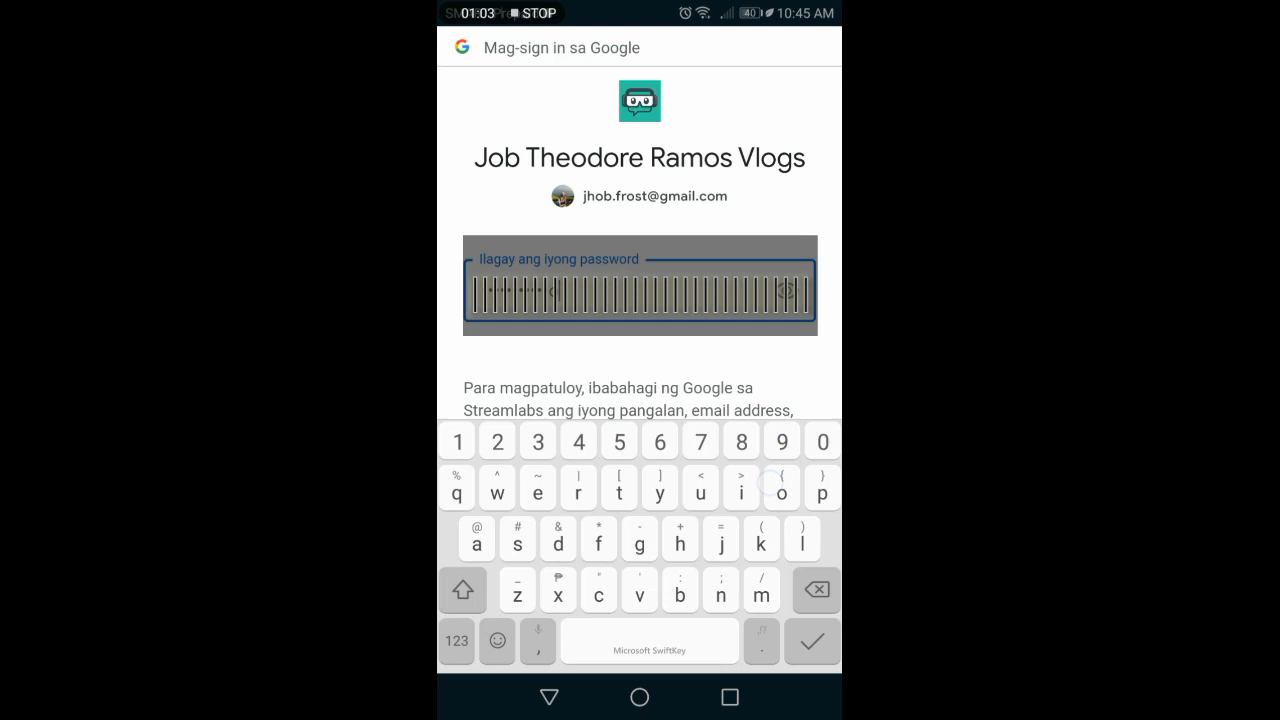 01:03 STOP 40 10:45 AM
Mag-sign in sa Google
Job Theodore Ramos Vlogs
jhob.frost@gmail.com
Ilagay ang iyong password
Para magpatuloy, ibabahagi ng Google sa
Streamlabs ang iyong pangalan, email address,
1 2 3 4 5 6 7 8 9 0
% ^ ~ | [ ] < > { }
q w e r t y u i o p
@ # & * - + = ( )
a s d f g h j k l
_ ₱ " ' : ; /
z x c v b n m
123 , Microsoft SwiftKey .